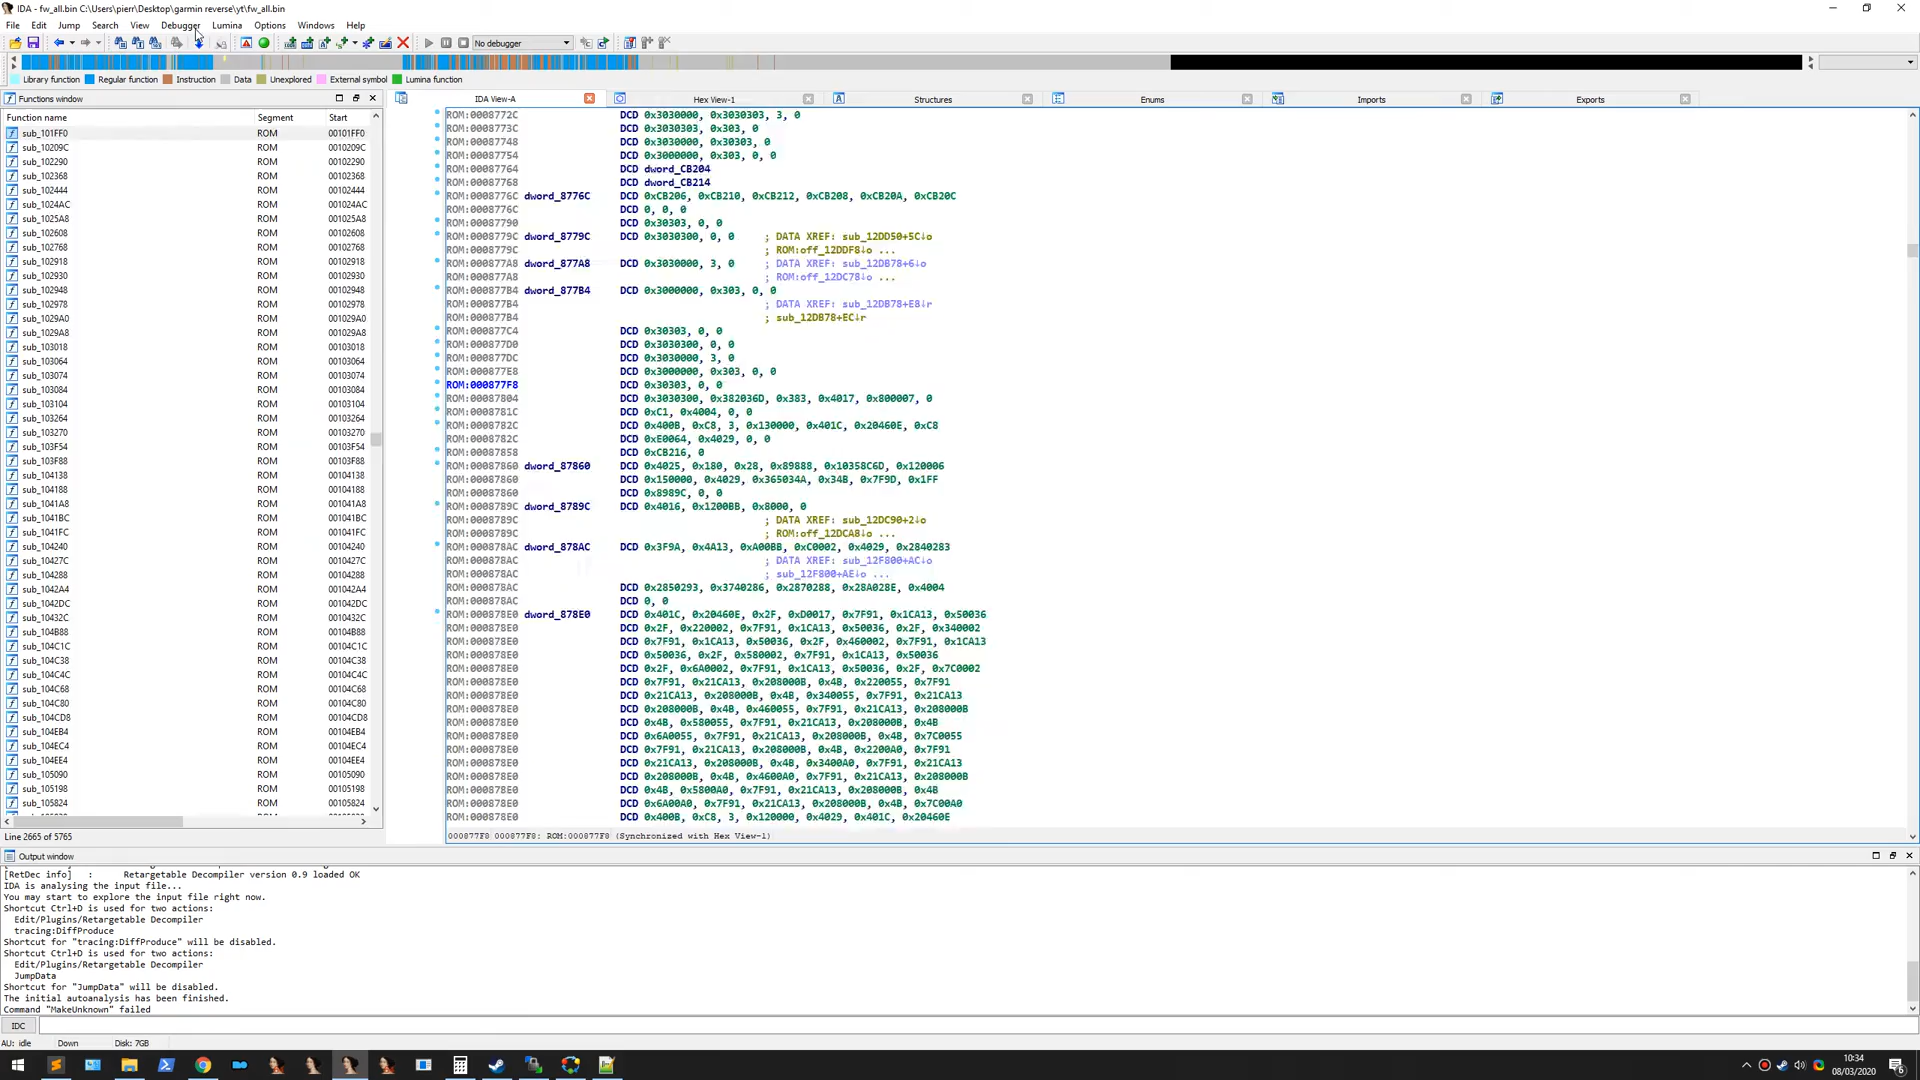 IDA - fw_all.bin C:\Users\pierr\Desktop\garmin reverse\yt\fw_all.bin
File Edit Jump Search View Debugger Lumina Options Windows Help
No debugger
Library function Regular function Instruction Data Unexplored External symbol Lumina function
Functions window
Function name Segment Start
sub_101FF0 ROM 00101FF0
sub_10209C ROM 0010209C
sub_102290 ROM 00102290
sub_102368 ROM 00102368
sub_102444 ROM 00102444
sub_1024AC ROM 001024AC
sub_1025A8 ROM 001025A8
sub_102608 ROM 00102608
sub_102768 ROM 00102768
sub_102918 ROM 00102918
sub_102930 ROM 00102930
sub_102948 ROM 00102948
sub_102978 ROM 00102978
sub_1029A0 ROM 001029A0
sub_1029A8 ROM 001029A8
sub_103018 ROM 00103018
sub_103064 ROM 00103064
sub_103074 ROM 00103074
sub_103084 ROM 00103084
sub_103104 ROM 00103104
sub_103264 ROM 00103264
sub_103270 ROM 00103270
sub_103F54 ROM 00103F54
sub_103F88 ROM 00103F88
sub_104138 ROM 00104138
sub_104188 ROM 00104188
sub_1041A8 ROM 001041A8
sub_1041BC ROM 001041BC
sub_1041FC ROM 001041FC
sub_104240 ROM 00104240
sub_10427C ROM 0010427C
sub_104288 ROM 00104288
sub_1042A4 ROM 001042A4
sub_1042DC ROM 001042DC
sub_10432C ROM 0010432C
sub_104B88 ROM 00104B88
sub_104C1C ROM 00104C1C
sub_104C38 ROM 00104C38
sub_104C4C ROM 00104C4C
sub_104C68 ROM 00104C68
sub_104C80 ROM 00104C80
sub_104CD8 ROM 00104CD8
sub_104EB4 ROM 00104EB4
sub_104EC4 ROM 00104EC4
sub_104EE4 ROM 00104EE4
sub_105090 ROM 00105090
sub_105198 ROM 00105198
sub_105824 ROM 00105824
Line 2665 of 5765
IDA View-A Hex View-1 Structures Enums Imports Exports
ROM:0008772C DCD 0x3030000, 0x3030303, 3, 0
ROM:0008773C DCD 0x3030303, 0x303, 0
ROM:00087748 DCD 0x3030000, 0x30303, 0
ROM:00087754 DCD 0x3000000, 0x303, 0, 0
ROM:00087764 DCD dword_CB204
ROM:00087768 DCD dword_CB214
ROM:0008776C dword_8776C DCD 0xCB206, 0xCB210, 0xCB212, 0xCB208, 0xCB20A, 0xCB20C
ROM:0008776C DCD 0, 0, 0
ROM:00087790 DCD 0x30303, 0, 0
ROM:0008779C dword_8779C DCD 0x3030300, 0, 0 ; DATA XREF: sub_12DD50+5C↓o
ROM:0008779C ; ROM:off_12DDF8↓o ...
ROM:000877A8 dword_877A8 DCD 0x3030000, 3, 0 ; DATA XREF: sub_12DB78+6↓o
ROM:000877A8 ; ROM:off_12DC78↓o ...
ROM:000877B4 dword_877B4 DCD 0x3000000, 0x303, 0, 0
ROM:000877B4 ; DATA XREF: sub_12DB78+E8↓r
ROM:000877B4 ; sub_12DB78+EC↓r
ROM:000877C4 DCD 0x30303, 0, 0
ROM:000877D0 DCD 0x3030300, 0, 0
ROM:000877DC DCD 0x3030000, 3, 0
ROM:000877E8 DCD 0x3000000, 0x303, 0, 0
ROM:000877F8 DCD 0x30303, 0, 0
ROM:00087804 DCD 0x3030300, 0x382036D, 0x383, 0x4017, 0x800007, 0
ROM:0008781C DCD 0xC1, 0x4004, 0, 0
ROM:0008782C DCD 0x400B, 0xC8, 3, 0x130000, 0x401C, 0x20460E, 0xC8
ROM:0008782C DCD 0xE0064, 0x4029, 0, 0
ROM:00087858 DCD 0xCB216, 0
ROM:00087860 dword_87860 DCD 0x4025, 0x180, 0x28, 0x89888, 0x10358C6D, 0x120006
ROM:00087860 DCD 0x150000, 0x4029, 0x365034A, 0x34B, 0x7F9D, 0x1FF
ROM:00087860 DCD 0x8989C, 0, 0
ROM:0008789C dword_8789C DCD 0x4016, 0x1200BB, 0x8000, 0
ROM:0008789C ; DATA XREF: sub_12DC90+2↓o
ROM:0008789C ; ROM:off_12DCA8↓o ...
ROM:000878AC dword_878AC DCD 0x3F9A, 0x4A13, 0xA00BB, 0xC0002, 0x4029, 0x2840283
ROM:000878AC ; DATA XREF: sub_12F800+AC↓o
ROM:000878AC ; sub_12F800+AE↓o ...
ROM:000878AC DCD 0x2850293, 0x3740286, 0x2870288, 0x28A028E, 0x4004
ROM:000878AC DCD 0, 0
ROM:000878E0 dword_878E0 DCD 0x401C, 0x20460E, 0x2F, 0xD0017, 0x7F91, 0x1CA13, 0x50036
ROM:000878E0 DCD 0x2F, 0x220002, 0x7F91, 0x1CA13, 0x50036, 0x2F, 0x340002
ROM:000878E0 DCD 0x7F91, 0x1CA13, 0x50036, 0x2F, 0x460002, 0x7F91, 0x1CA13
ROM:000878E0 DCD 0x50036, 0x2F, 0x580002, 0x7F91, 0x1CA13, 0x50036
ROM:000878E0 DCD 0x2F, 0x6A0002, 0x7F91, 0x1CA13, 0x50036, 0x2F, 0x7C0002
ROM:000878E0 DCD 0x7F91, 0x21CA13, 0x208000B, 0x4B, 0x220055, 0x7F91
ROM:000878E0 DCD 0x21CA13, 0x208000B, 0x4B, 0x340055, 0x7F91, 0x21CA13
ROM:000878E0 DCD 0x208000B, 0x4B, 0x460055, 0x7F91, 0x21CA13, 0x208000B
ROM:000878E0 DCD 0x4B, 0x580055, 0x7F91, 0x21CA13, 0x208000B, 0x4B
ROM:000878E0 DCD 0x6A0055, 0x7F91, 0x21CA13, 0x208000B, 0x4B, 0x7C0055
ROM:000878E0 DCD 0x7F91, 0x21CA13, 0x208000B, 0x4B, 0x2200A0, 0x7F91
ROM:000878E0 DCD 0x21CA13, 0x208000B, 0x4B, 0x3400A0, 0x7F91, 0x21CA13
ROM:000878E0 DCD 0x208000B, 0x4B, 0x4600A0, 0x7F91, 0x21CA13, 0x208000B
ROM:000878E0 DCD 0x4B, 0x5800A0, 0x7F91, 0x21CA13, 0x208000B, 0x4B
ROM:000878E0 DCD 0x6A00A0, 0x7F91, 0x21CA13, 0x208000B, 0x4B, 0x7C00A0
ROM:000878E0 DCD 0x400B, 0xC8, 3, 0x120000, 0x4029, 0x401C, 0x20460E
000877F8 000877F8: ROM:000877F8 (Synchronized with Hex View-1)
Output window
[RetDec info] : Retargetable Decompiler version 0.9 loaded OK
IDA is analysing the input file...
You may start to explore the input file right now.
Shortcut Ctrl+D is used for two actions:
Edit/Plugins/Retargetable Decompiler
tracing:DiffProduce
Shortcut for "tracing:DiffProduce" will be disabled.
Shortcut Ctrl+D is used for two actions:
Edit/Plugins/Retargetable Decompiler
JumpData
Shortcut for "JumpData" will be disabled.
The initial autoanalysis has been finished.
Command "MakeUnknown" failed
IDC
AU: idle Down Disk: 7GB
10:34
08/03/2020